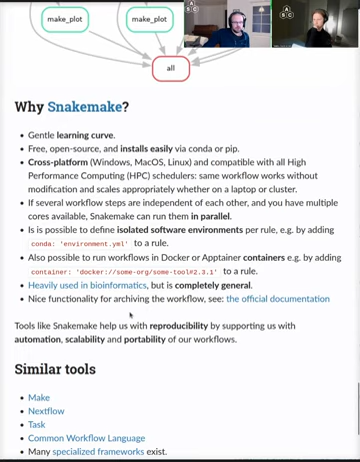 make_plot make_plot
all
Why Snakemake?
• Gentle learning curve.
• Free, open-source, and installs easily via conda or pip.
• Cross-platform (Windows, MacOS, Linux) and compatible with all High
Performance Computing (HPC) schedulers: same workflow works without
modification and scales appropriately whether on a laptop or cluster.
• If several workflow steps are independent of each other, and you have multiple
cores available, Snakemake can run them in parallel.
• Is possible to define isolated software environments per rule, e.g. by adding
conda: 'environment.yml' to a rule.
• Also possible to run workflows in Docker or Apptainer containers e.g. by adding
container: 'docker://some-org/some-tool#2.3.1' to a rule.
• Heavily used in bioinformatics, but is completely general.
• Nice functionality for archiving the workflow, see: the official documentation
Tools like Snakemake help us with reproducibility by supporting us with
automation, scalability and portability of our workflows.
Similar tools
• Make
• Nextflow
• Task
• Common Workflow Language
• Many specialized frameworks exist.